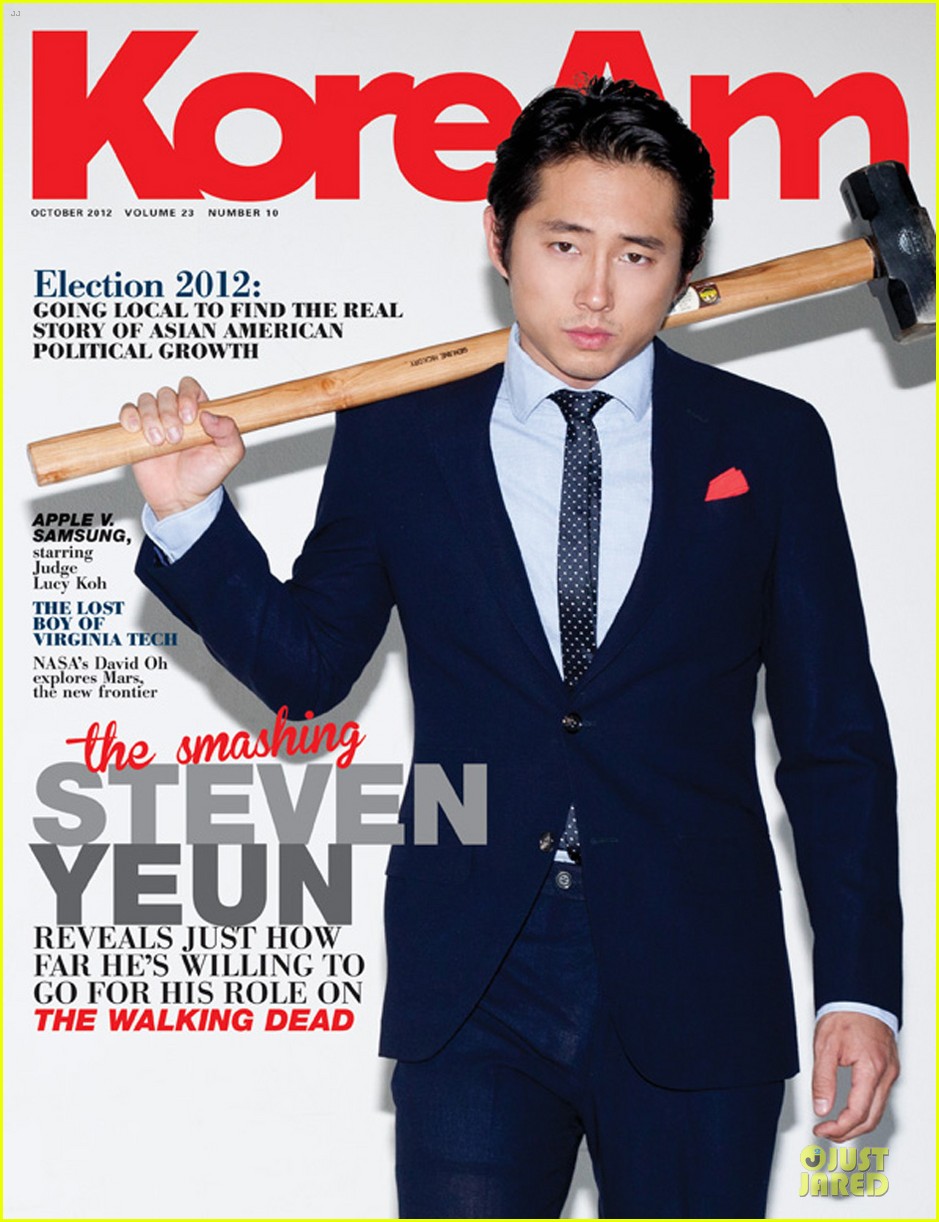 KoreAm
OCTOBER 2012 VOLUME 23 NUMBER 10
Election 2012:
GOING LOCAL TO FIND THE REAL
STORY OF ASIAN AMERICAN
POLITICAL GROWTH
GENUINE HICKORY
APPLE V.
SAMSUNG,
starring
Judge
Lucy Koh
THE LOST
BOY OF
VIRGINIA TECH
NASA's David Oh
explores Mars,
the new frontier
the smashing
STEVEN
YEUN
REVEALS JUST HOW
FAR HE'S WILLING TO
GO FOR HIS ROLE ON
THE WALKING DEAD
JUST
JARED